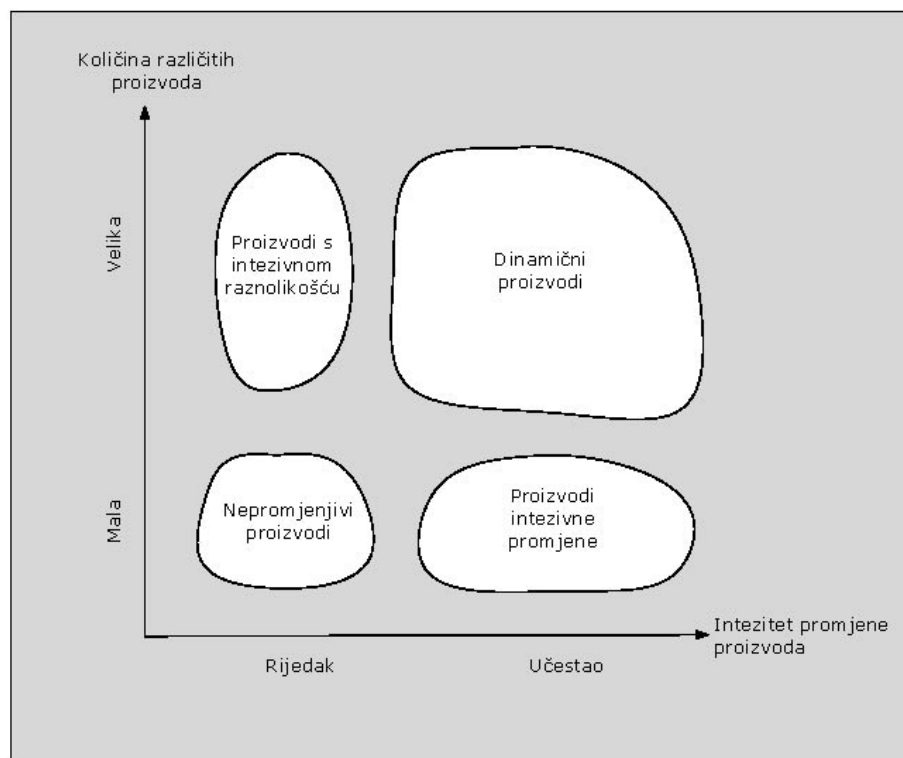 Količina različitih
proizvoda
Velika
Proizvodi s
intezivnom
raznolikošću
Dinamični
proizvodi
Mala
Nepromjenjivi
proizvodi
Proizvodi
intezivne
promjene
Intezitet promjene
proizvoda
Rijedak
Učestao